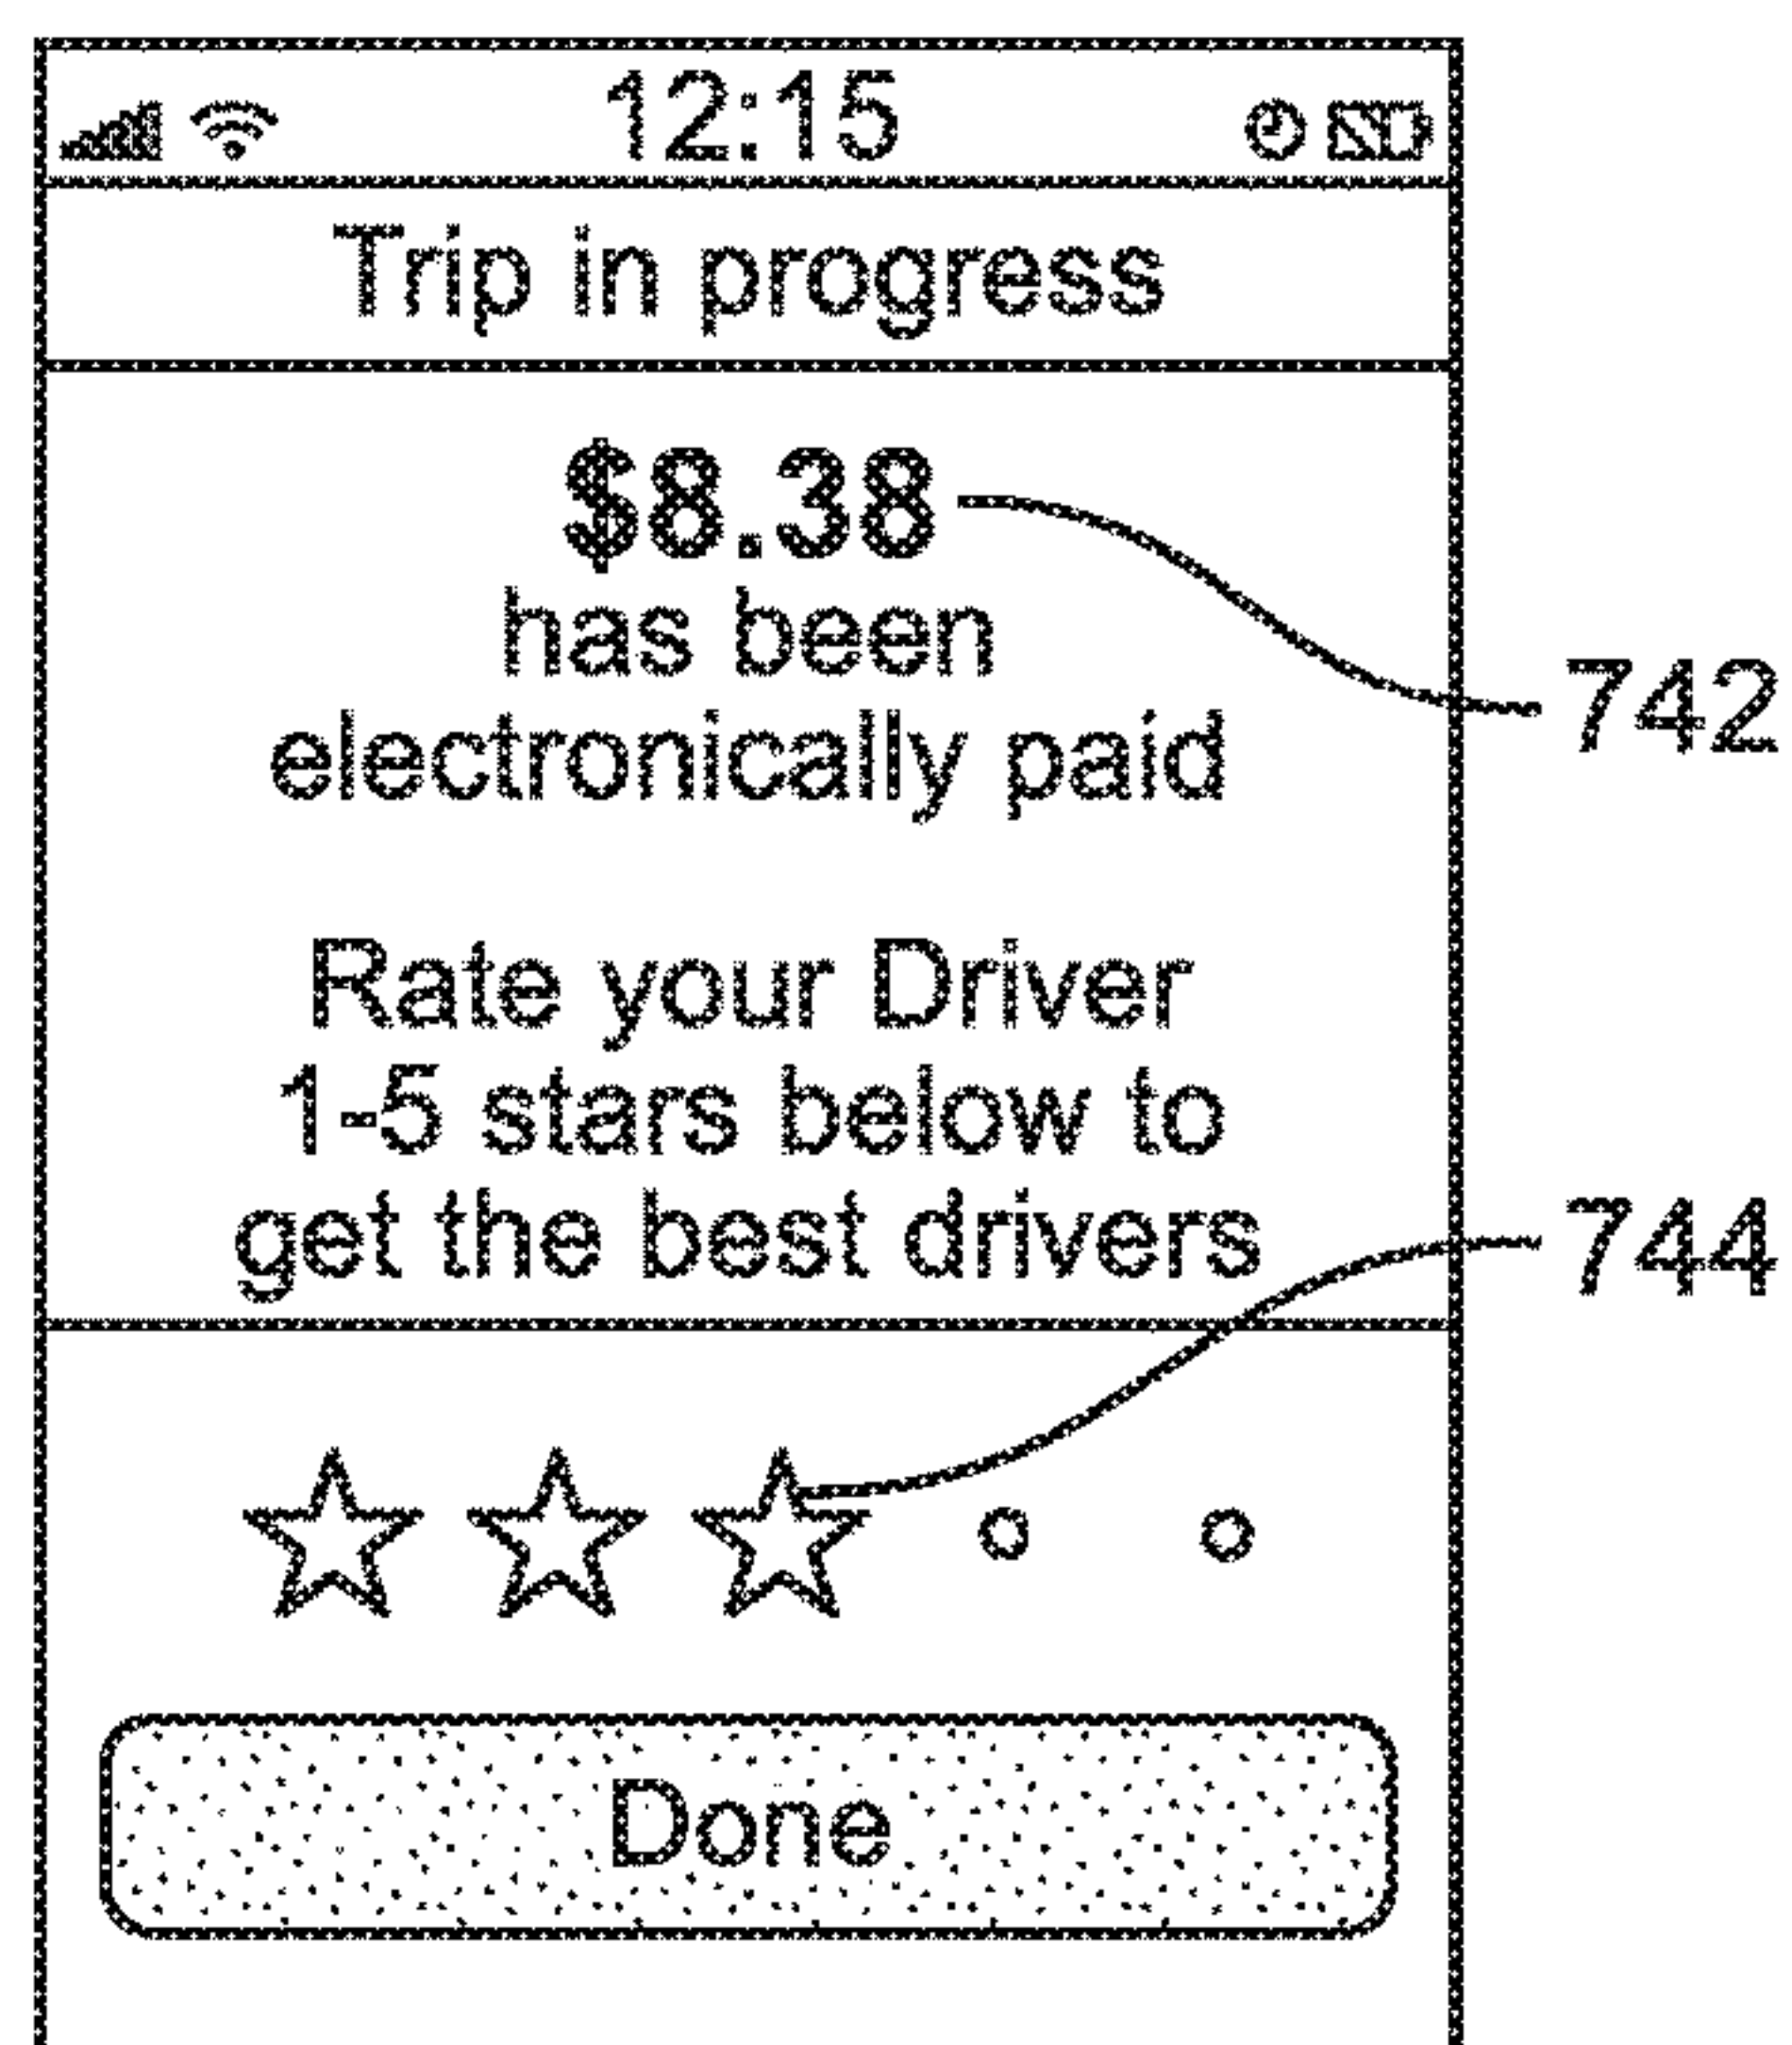 12:15
Trip in progress
$8.38
has been
electronically paid
742
Rate your Driver
1-5 stars below to
get the best drivers
744
Done